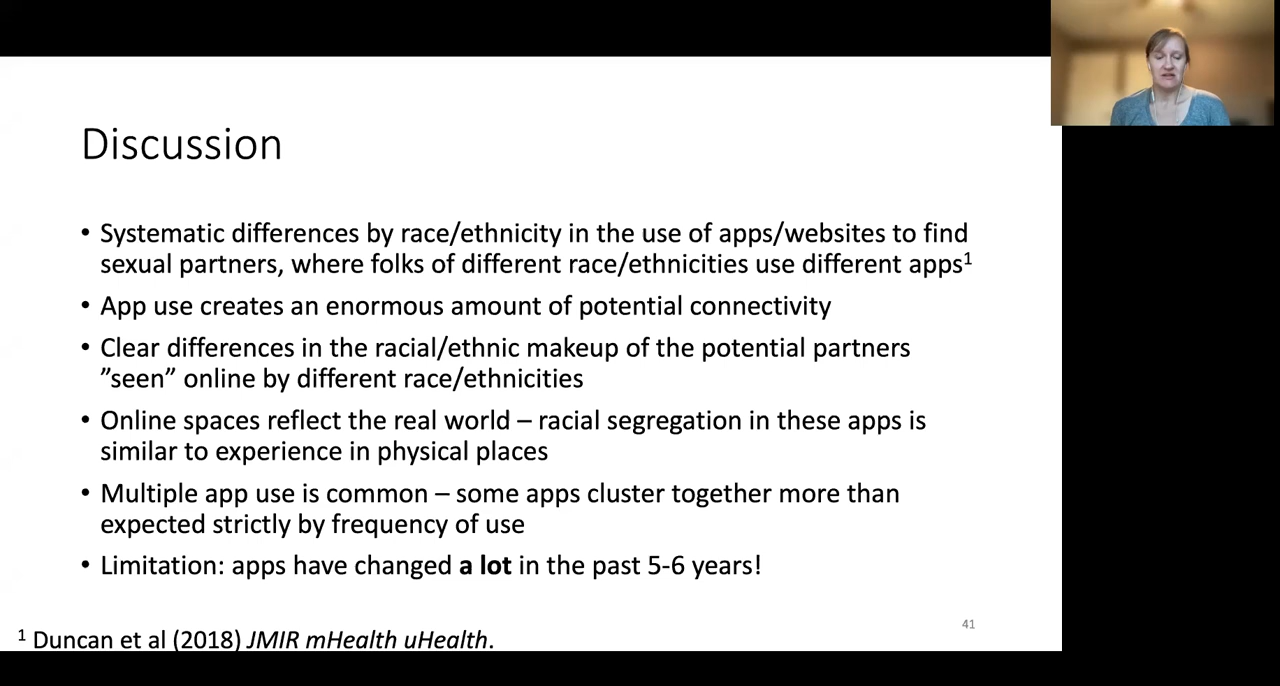 Discussion
• Systematic differences by race/ethnicity in the use of apps/websites to find
sexual partners, where folks of different race/ethnicities use different apps¹
• App use creates an enormous amount of potential connectivity
• Clear differences in the racial/ethnic makeup of the potential partners
”seen” online by different race/ethnicities
• Online spaces reflect the real world – racial segregation in these apps is
similar to experience in physical places
• Multiple app use is common – some apps cluster together more than
expected strictly by frequency of use
• Limitation: apps have changed a lot in the past 5-6 years!
41
¹ Duncan et al (2018) JMIR mHealth uHealth.